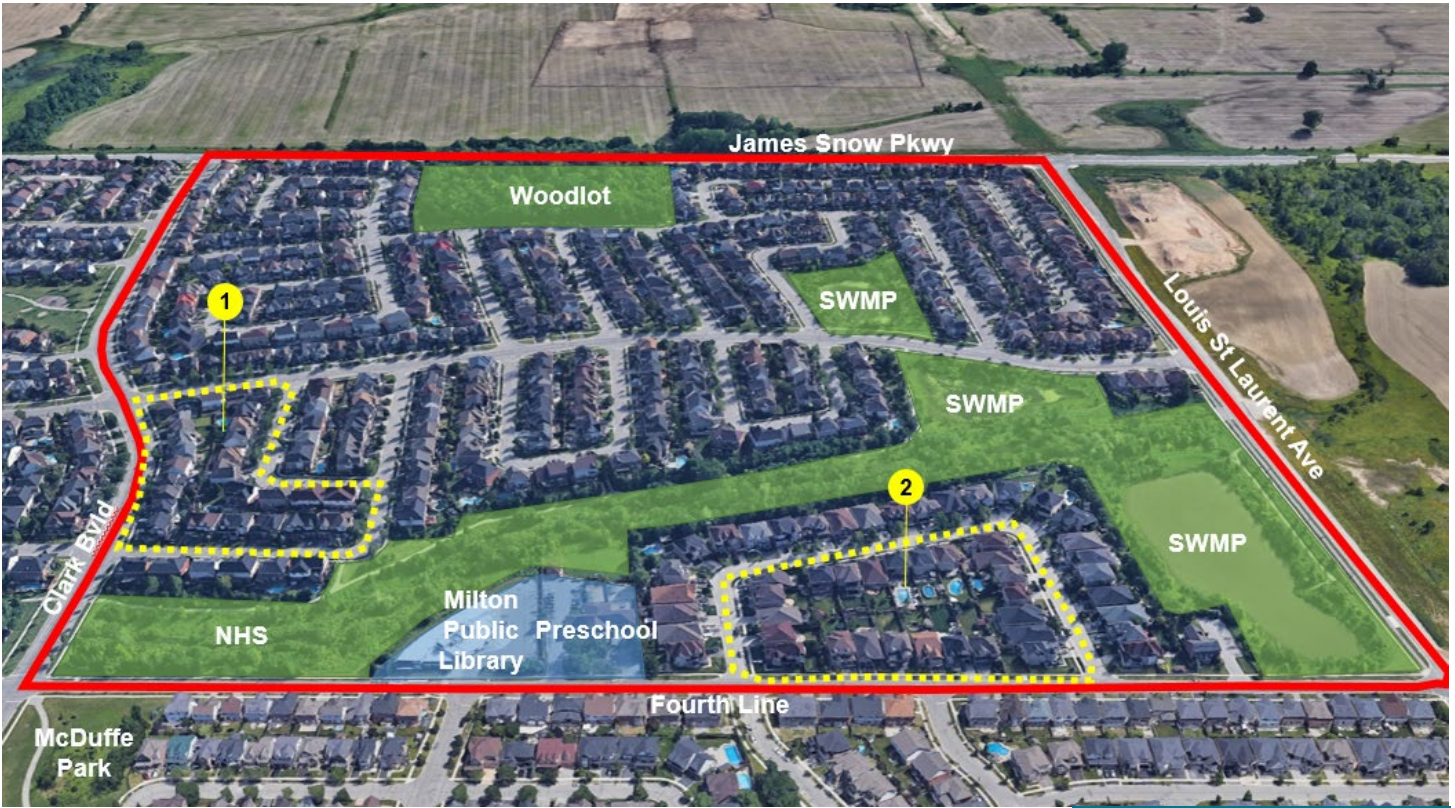 James Snow Pkwy
Woodlot
1
SWMP
Louis St Laurent Ave
SWMP
2
SWMP
Clark Bvld
NHS
Milton
Public
Library
Preschool
Fourth Line
McDuffe
Park